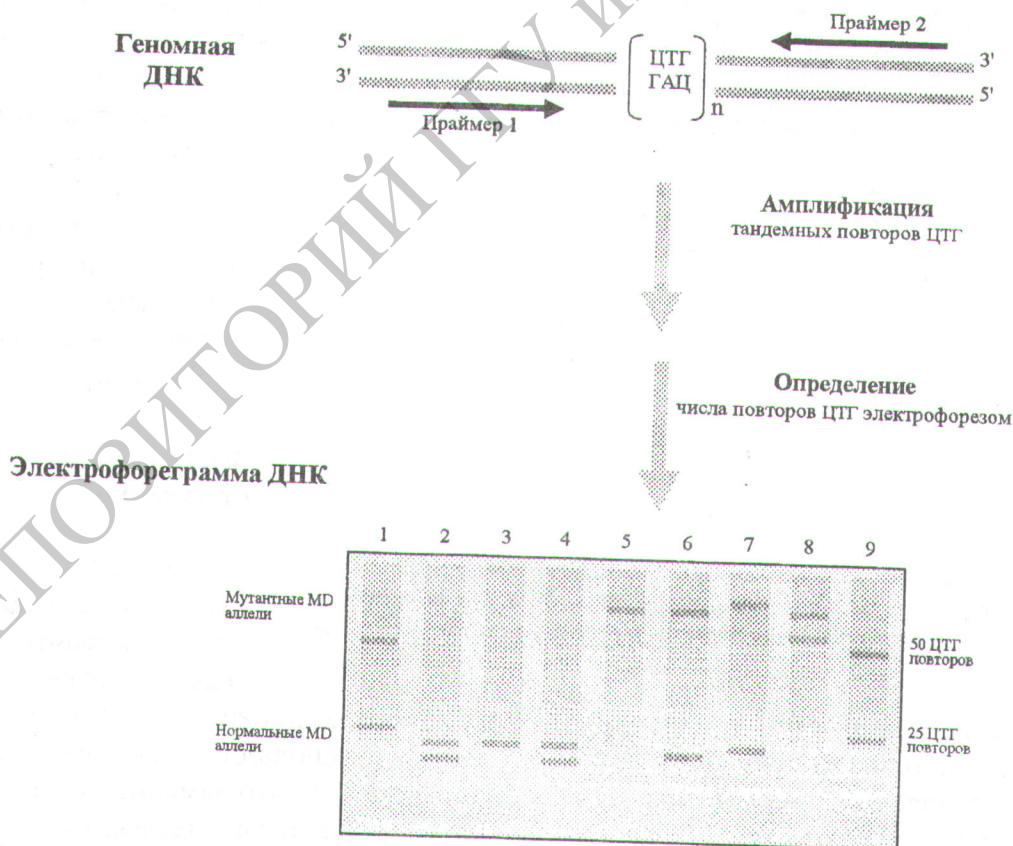 РЕПОЗИТОРИЙ ГГУ И
Геномная
ДНК
5'
3'
ЦТГ
ГАЦ
n
Праймер 2
3'
5'
Праймер 1
Амплификация
тандемных повторов ЦТГ
Определение
числа повторов ЦТГ электрофорезом
Электрофореграмма ДНК
1 2 3 4 5 6 7 8 9
Мутантные MD
аллели
50 ЦТГ
повторов
Нормальные MD
аллели
25 ЦТГ
повторов